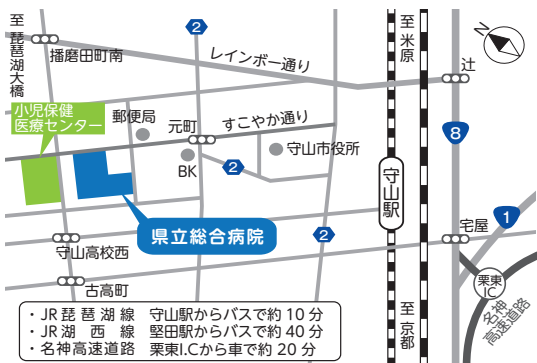 至琵琶湖大橋
播磨田町南
2
レインボー通り
至米原
N
辻
小児保健
医療センター
郵便局
元町
すこやか通り
8
BK
2
守山市役所
守山駅
1
県立総合病院
2
宅屋
守山高校西
古高町
栗東
IC
至京都
名神
高速道路
・JR琵琶湖線 守山駅からバスで約10分
・JR湖西線 堅田駅からバスで約40分
・名神高速道路 栗東I.Cから車で約20分